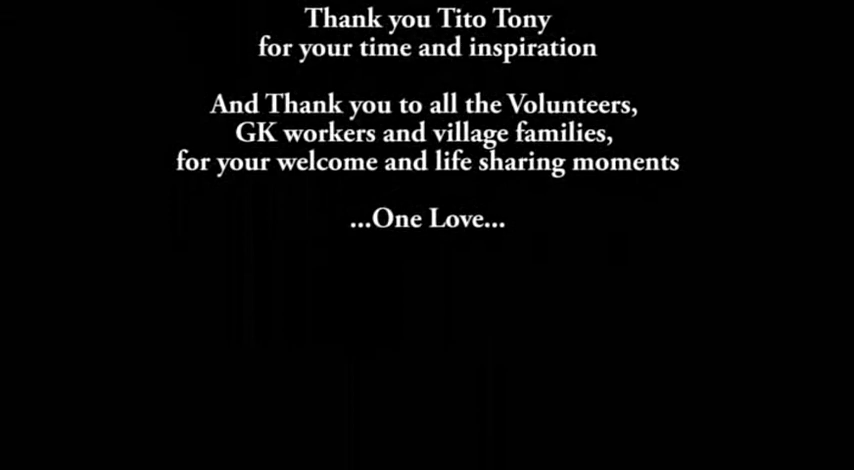 Thank you Tito Tony
for your time and inspiration
And Thank you to all the Volunteers,
GK workers and village families,
for your welcome and life sharing moments
...One Love...